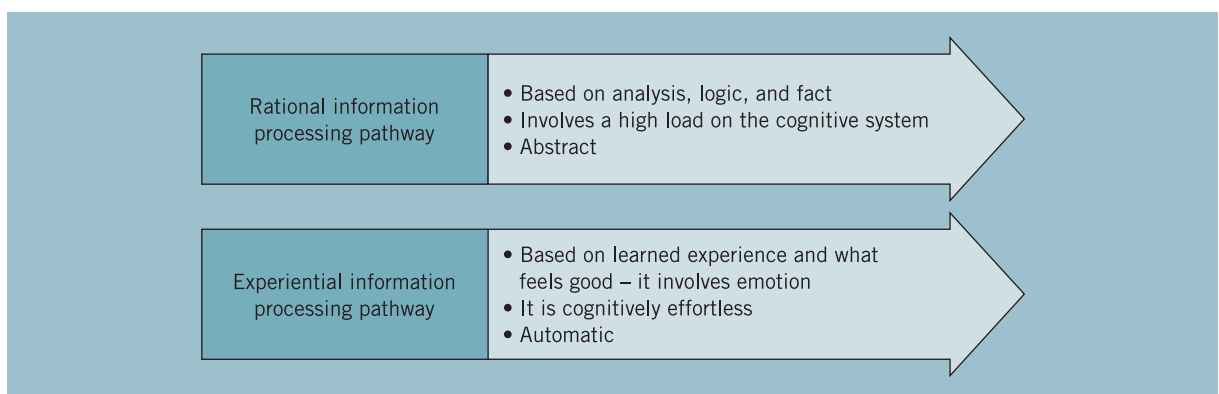 Rational information
processing pathway
• Based on analysis, logic, and fact
• Involves a high load on the cognitive system
• Abstract
Experiential information
processing pathway
• Based on learned experience and what
feels good – it involves emotion
• It is cognitively effortless
• Automatic